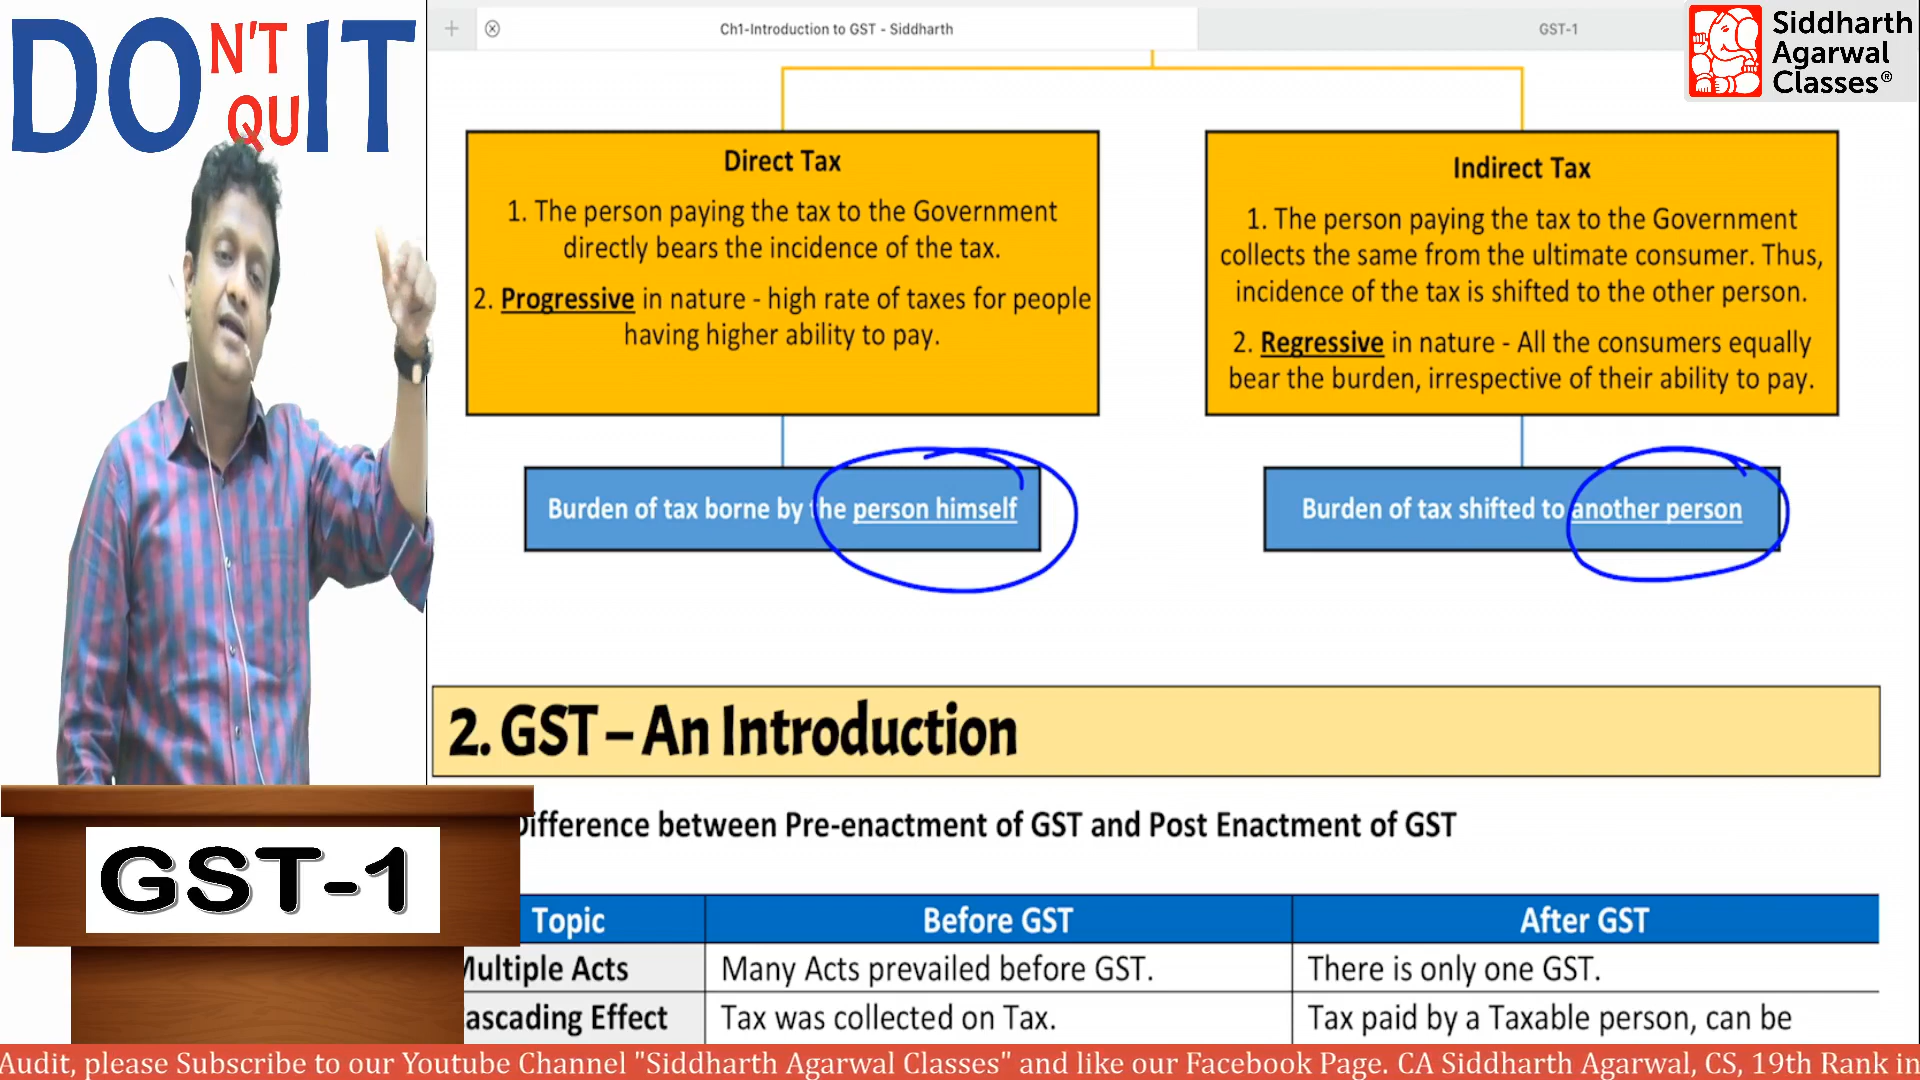 DON'T QUIT
Ch1-Introduction to GST - Siddharth
GST-1
Siddharth
Agarwal
Classes®
Direct Tax
1. The person paying the tax to the Government
directly bears the incidence of the tax.
2. Progressive in nature - high rate of taxes for people
having higher ability to pay.
Burden of tax borne by the person himself
Indirect Tax
1. The person paying the tax to the Government
collects the same from the ultimate consumer. Thus,
incidence of the tax is shifted to the other person.
2. Regressive in nature - All the consumers equally
bear the burden, irrespective of their ability to pay.
Burden of tax shifted to another person
2. GST – An Introduction
Difference between Pre-enactment of GST and Post Enactment of GST
GST-1
Topic Before GST After GST
Multiple Acts Many Acts prevailed before GST. There is only one GST.
ascading Effect Tax was collected on Tax. Tax paid by a Taxable person, can be
Audit, please Subscribe to our Youtube Channel "Siddharth Agarwal Classes" and like our Facebook Page. CA Siddharth Agarwal, CS, 19th Rank in